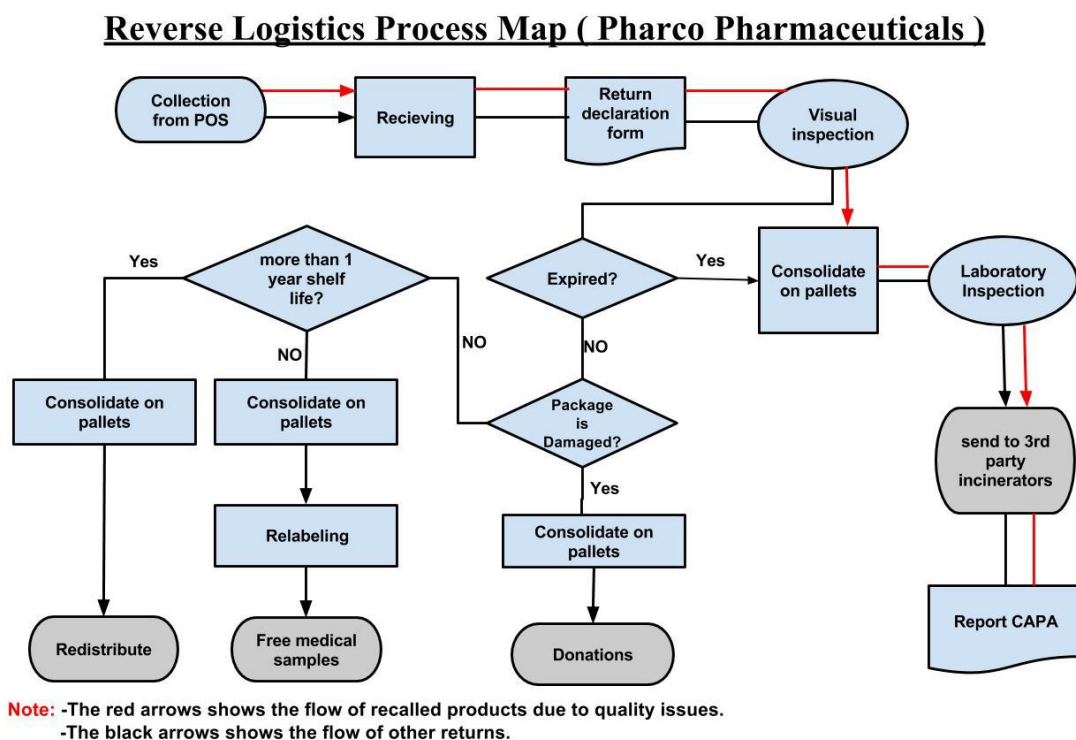 Reverse Logistics Process Map ( Pharco Pharmaceuticals )
Collection
from POS
Recieving
Return
declaration
form
Visual
inspection
Yes
more than 1
year shelf
life?
Expired?
Yes
Consolidate
on pallets
Laboratory
Inspection
NO
NO
NO
Consolidate on
pallets
Consolidate on
pallets
Package
is
Damaged?
send to 3rd
party
incinerators
Yes
Relabeling
Consolidate on
pallets
Redistribute
Free medical
samples
Donations
Report CAPA
Note: -The red arrows shows the flow of recalled products due to quality issues.
-The black arrows shows the flow of other returns.